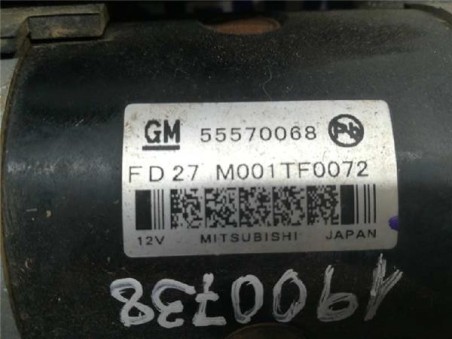 GM 55570068 Pb
FD27 M001TF0072
12V MITSUBISHI JAPAN
1900738